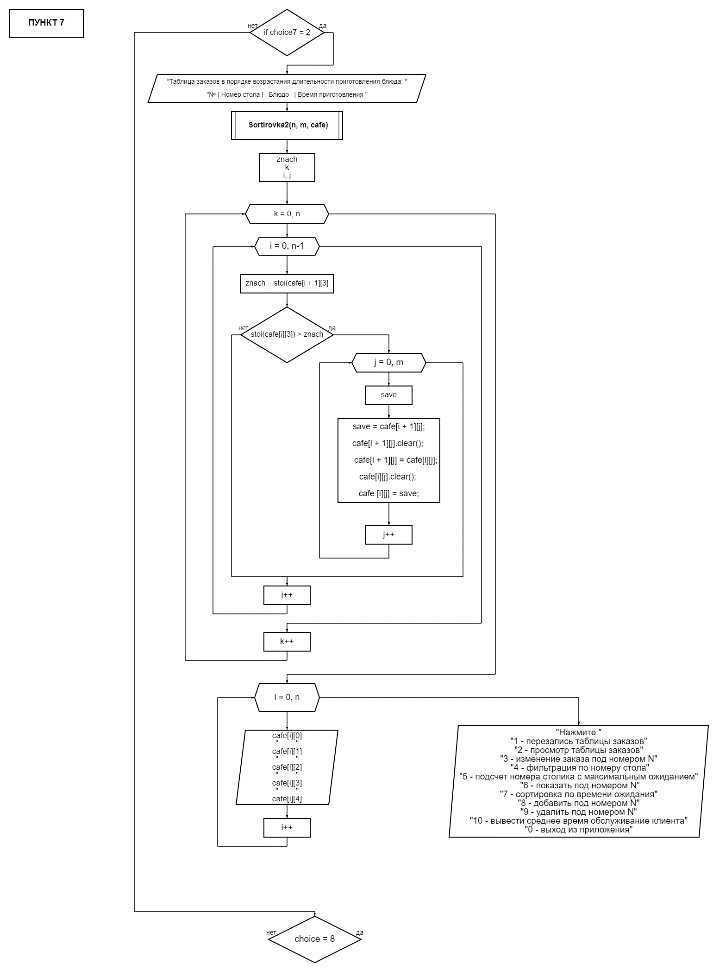 ПУНКТ 7
нет
да
if choice7 = 2
"Таблица заказов в порядке возрастания длительности приготовления блюда: "
"№ | Номер стола | Блюдо | Время приготовления "
Sortirovka2(n, m, cafe)
znach
k
i, j
k = 0, n
i = 0, n-1
znach = stoi(cafe[i + 1][3]
нет
да
stoi(cafe[i][3]) > znach
j = 0, m
save
save = cafe[i + 1][j];
cafe[i + 1][j].clear();
cafe[i + 1][j] = cafe[i][j];
cafe[i][j].clear();
cafe [i][j] = save;
j++
i++
k++
i = 0, n
cafe[i][0]
" "
cafe[i][1]
" "
cafe[i][2]
" "
cafe[i][3]
" "
cafe[i][4]
i++
"Нажмите "
"1 - перезапись таблицы заказов"
"2 - просмотр таблицы заказов"
"3 - изменение заказа под номером N"
"4 - фильтрация по номеру стола"
"5 - подсчет номера столика с максимальным ожиданием"
"6 - показать под номером N"
"7 - сортировка по времени ожидания"
"8 - добавить под номером N"
"9 - удалить под номером N"
"10 - вывести среднее время обслуживание клиента"
"0 - выход из приложения"
нет
да
choice = 8